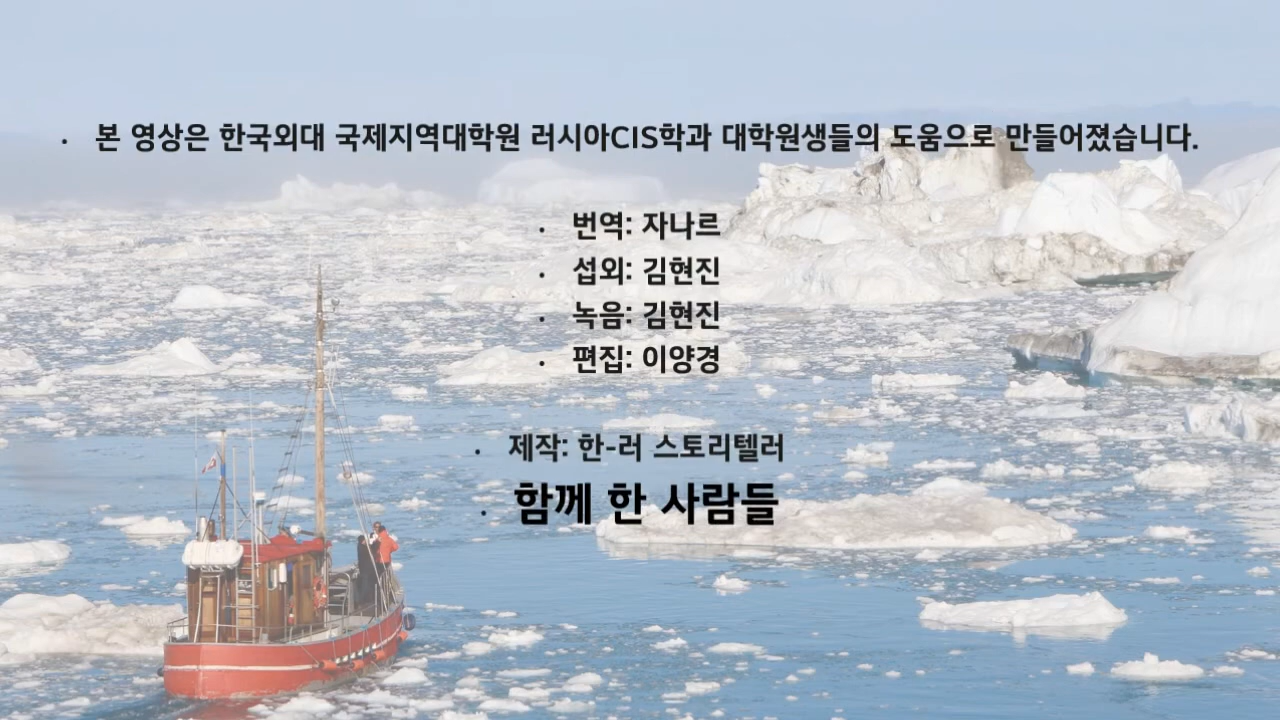 · 본 영상은 한국외대 국제지역대학원 러시아CIS학과 대학원생들의 도움으로 만들어졌습니다.
· 번역: 자나르
· 섭외: 김현진
· 녹음: 김현진
· 편집: 이양경
· 제작: 한-러 스토리텔러
· 함께 한 사람들